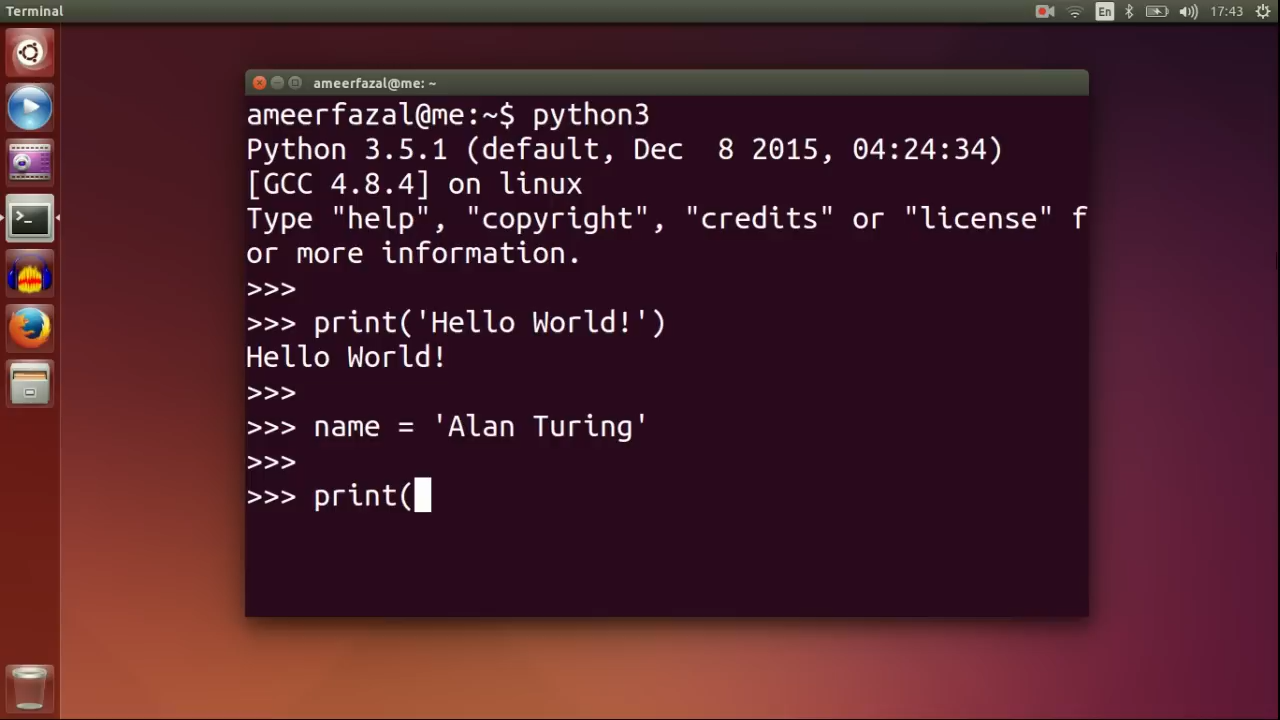 Terminal
En
17:43
ameerfazal@me: ~
ameerfazal@me:~$ python3
Python 3.5.1 (default, Dec  8 2015, 04:24:34)
[GCC 4.8.4] on linux
Type "help", "copyright", "credits" or "license" f
or more information.
>>>
>>> print('Hello World!')
Hello World!
>>>
>>> name = 'Alan Turing'
>>>
>>> print(